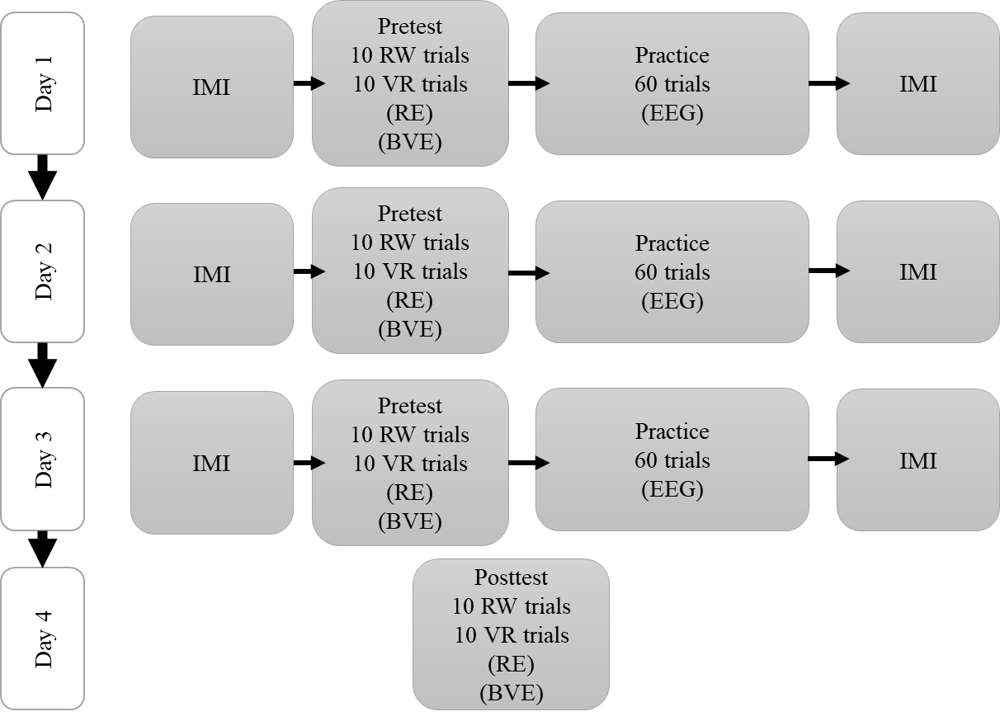 Day 1
IMI
Pretest
10 RW trials
10 VR trials
(RE)
(BVE)
Practice
60 trials
(EEG)
IMI
Day 2
IMI
Pretest
10 RW trials
10 VR trials
(RE)
(BVE)
Practice
60 trials
(EEG)
IMI
Day 3
IMI
Pretest
10 RW trials
10 VR trials
(RE)
(BVE)
Practice
60 trials
(EEG)
IMI
Day 4
Posttest
10 RW trials
10 VR trials
(RE)
(BVE)